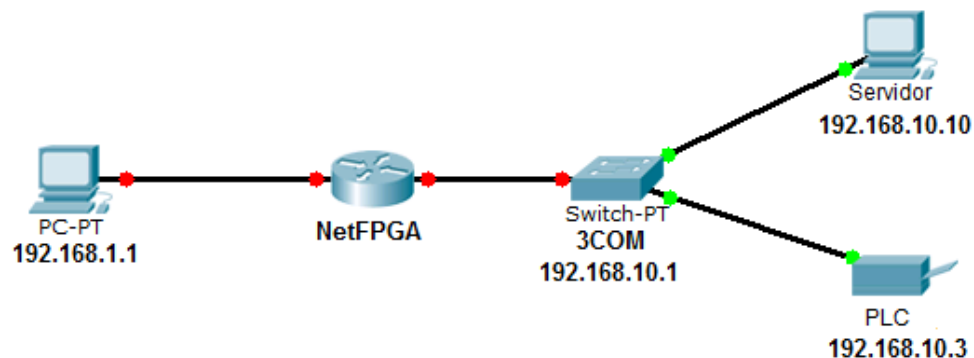 PC-PT
192.168.1.1
NetFPGA
Switch-PT
3COM
192.168.10.1
Servidor
192.168.10.10
PLC
192.168.10.3